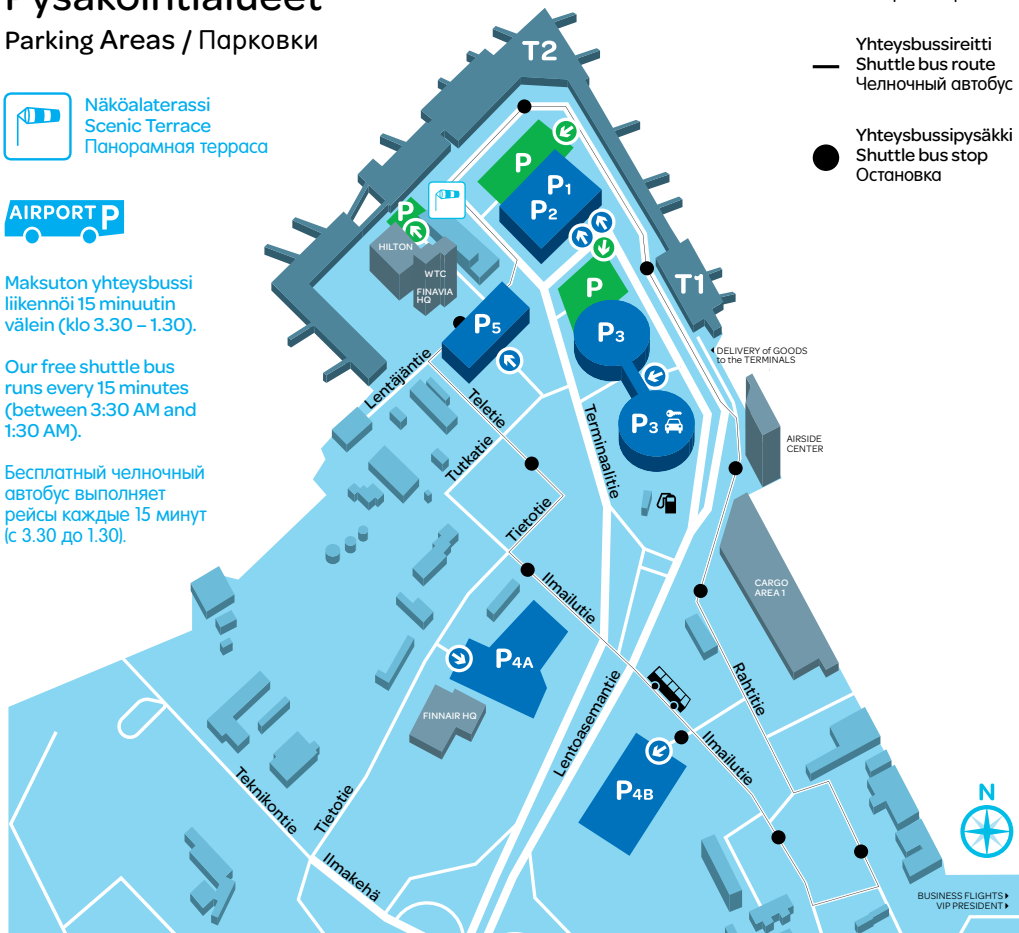 Pysäköintialueet
Parking Areas / Парковки
Näköalaterassi
Scenic Terrace
Панорамная терраса
AIRPORT P
Maksuton yhteysbussi
liikennöi 15 minuutin
välein (klo 3.30 – 1.30).
Our free shuttle bus
runs every 15 minutes
(between 3:30 AM and
1:30 AM).
Бесплатный челночный
автобус выполняет
рейсы каждые 15 минут
(с 3.30 до 1.30).
Yhteysbussireitti
Shuttle bus route
Челночный автобус
Yhteysbussipysäkki
Shuttle bus stop
Остановка
T2
P
P1
P2
P
HILTON
WTC
FINAVIA
HQ
T1
P
P5
P3
DELIVERY of GOODS
to the TERMINALS
Lentäjäntie
Teletie
P3
Terminaalitie
AIRSIDE
CENTER
Tutkatie
Tietotie
Ilmailutie
CARGO
AREA 1
P4A
FINNAIR HQ
Rahtitie
Lentoasemantie
Ilmailutie
P4B
Teknikontie
Tietotie
Ilmakehä
N
BUSINESS FLIGHTS
VIP PRESIDENT